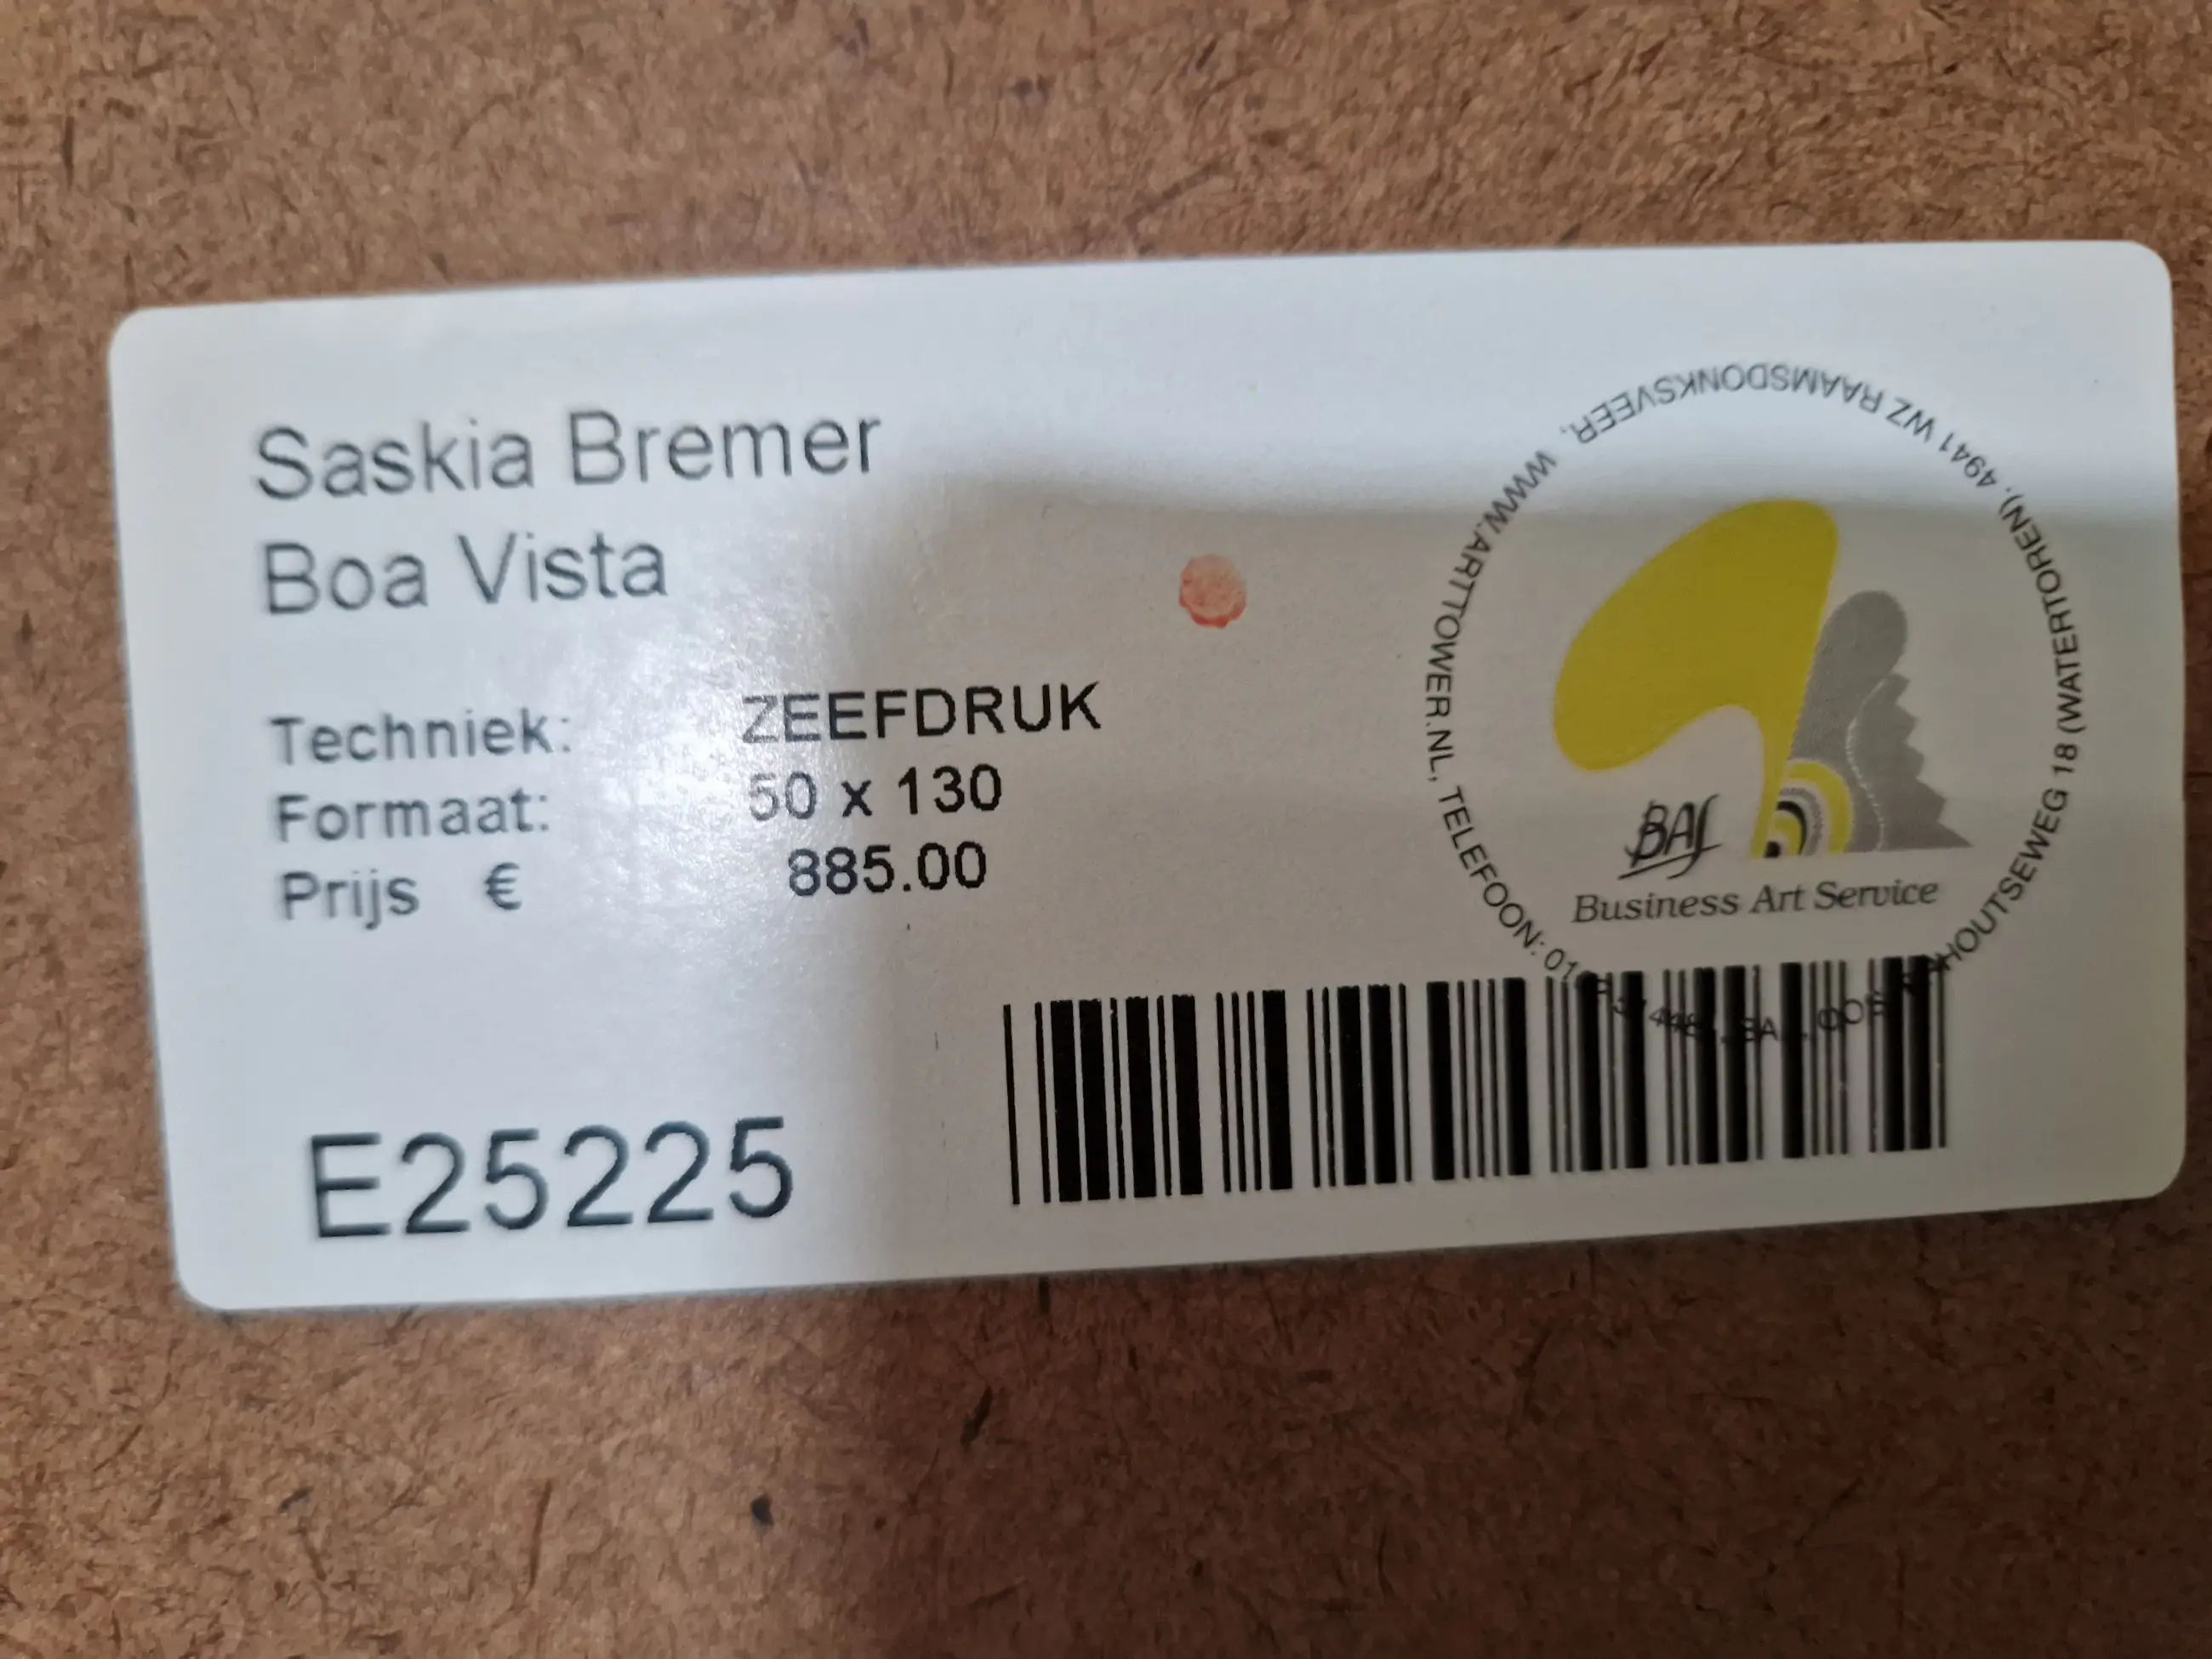 Saskia Bremer
Boa Vista
Techniek: ZEEFDRUK
Formaat: 50 x 130
Prijs € 885.00
E25225
BAS
Business Art Service
HOUTSEWEG 18 (WATERTOREN), 4941 WZ RAAMSDONKSVEER, WWW.ARTTOWER.NL, TELEFOON: